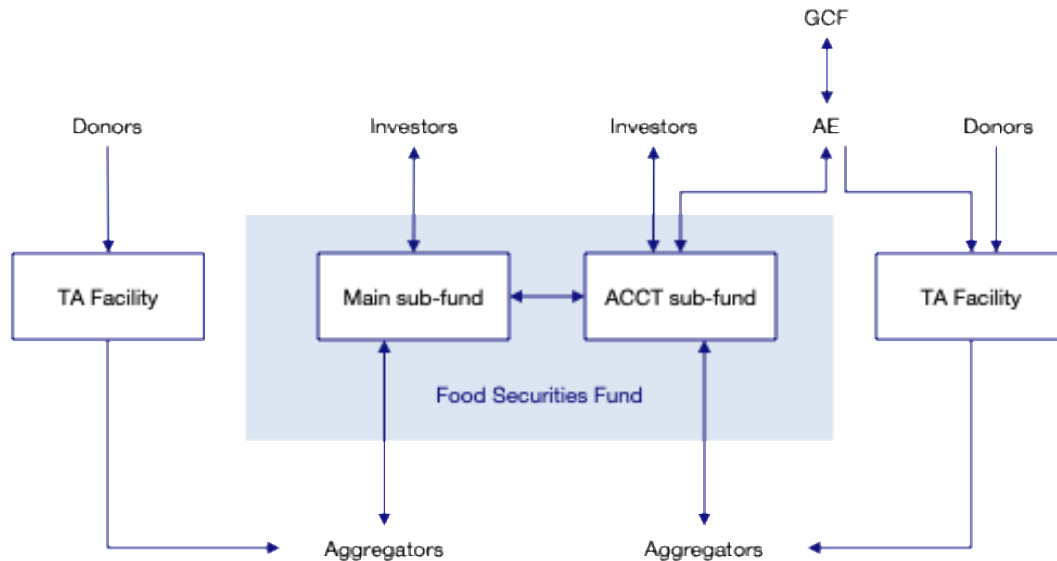 GCF
Donors
Investors
Investors
AE
Donors
TA Facility
Main sub-fund
ACCT sub-fund
TA Facility
Food Securities Fund
Aggregators
Aggregators